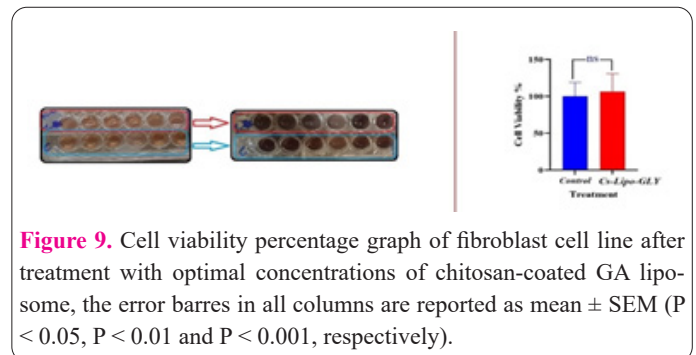 150
ns
100
50
0
Cell Viability %
Control Cs-Lipo-GLY
Treatment
Figure 9. Cell viability percentage graph of fibroblast cell line after
treatment with optimal concentrations of chitosan-coated GA lipo-
some, the error barres in all columns are reported as mean ± SEM (P
< 0.05, P < 0.01 and P < 0.001, respectively).